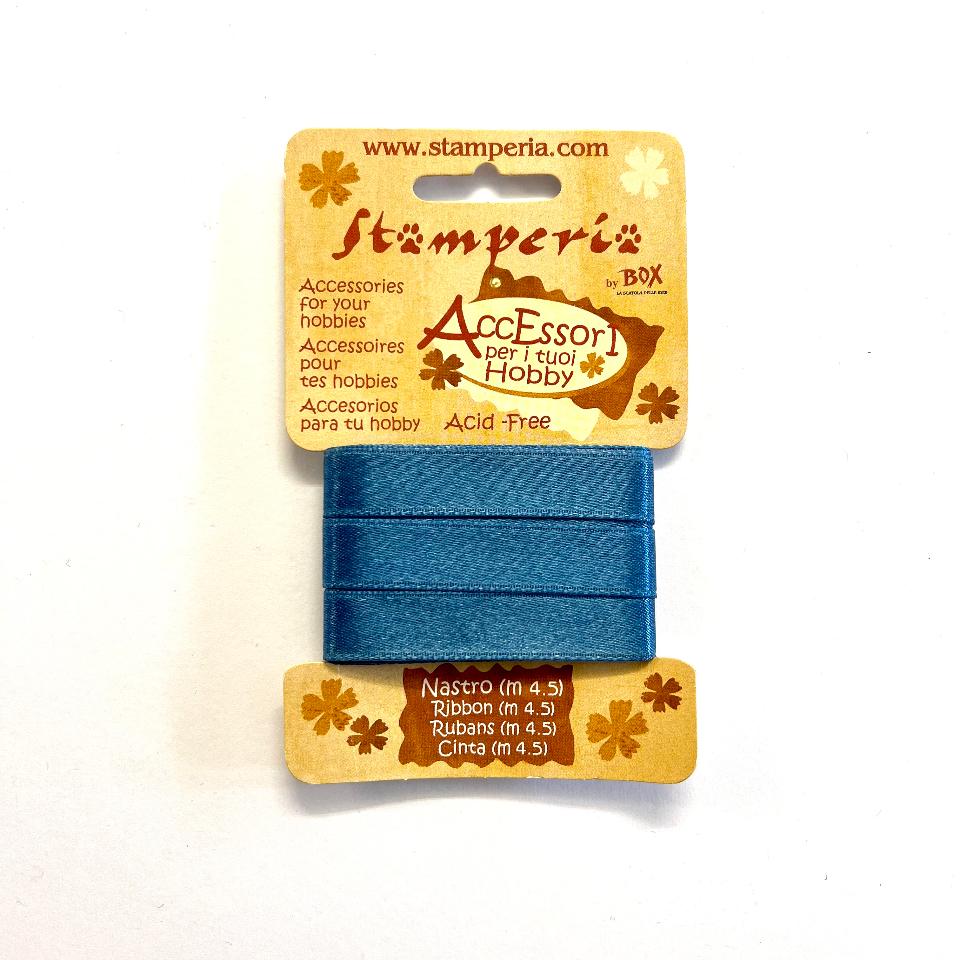 www.stamperia.com
Stamperia
by BOX
Accessories
for your
hobbies
Accessoires
pour
tes hobbies
Accesorios
para tu hobby
AccEssorI
per i tuoi
Hobby
Acid -Free
Nastro (m 4.5)
Ribbon (m 4.5)
Rubans (m 4.5)
Cinta (m 4.5)